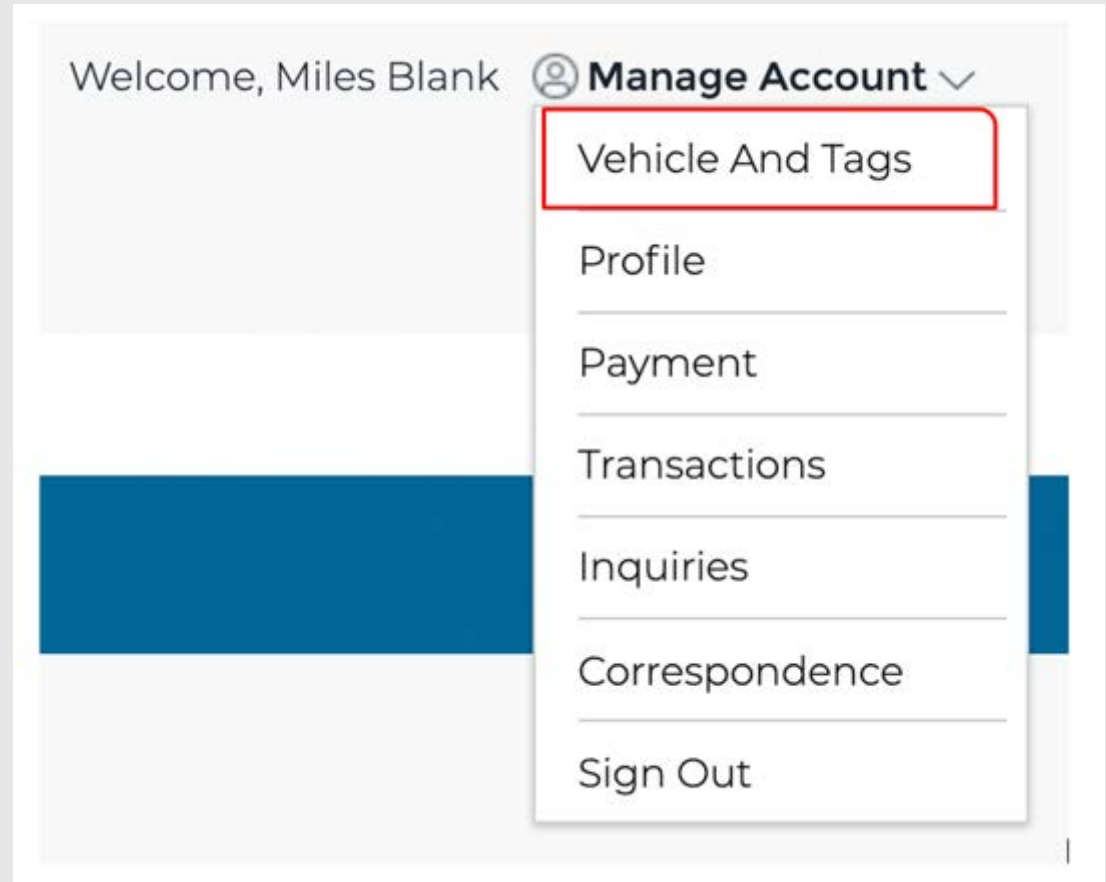 Welcome, Miles Blank Manage Account
Vehicle And Tags
Profile
Payment
Transactions
Inquiries
Correspondence
Sign Out